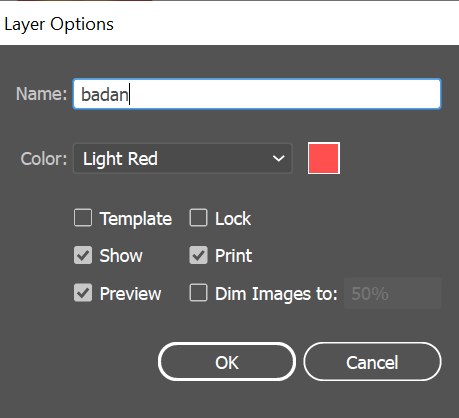 Layer Options
Name: badan
Color: Light Red
Template Lock
Show Print
Preview Dim Images to: 50%
OK Cancel